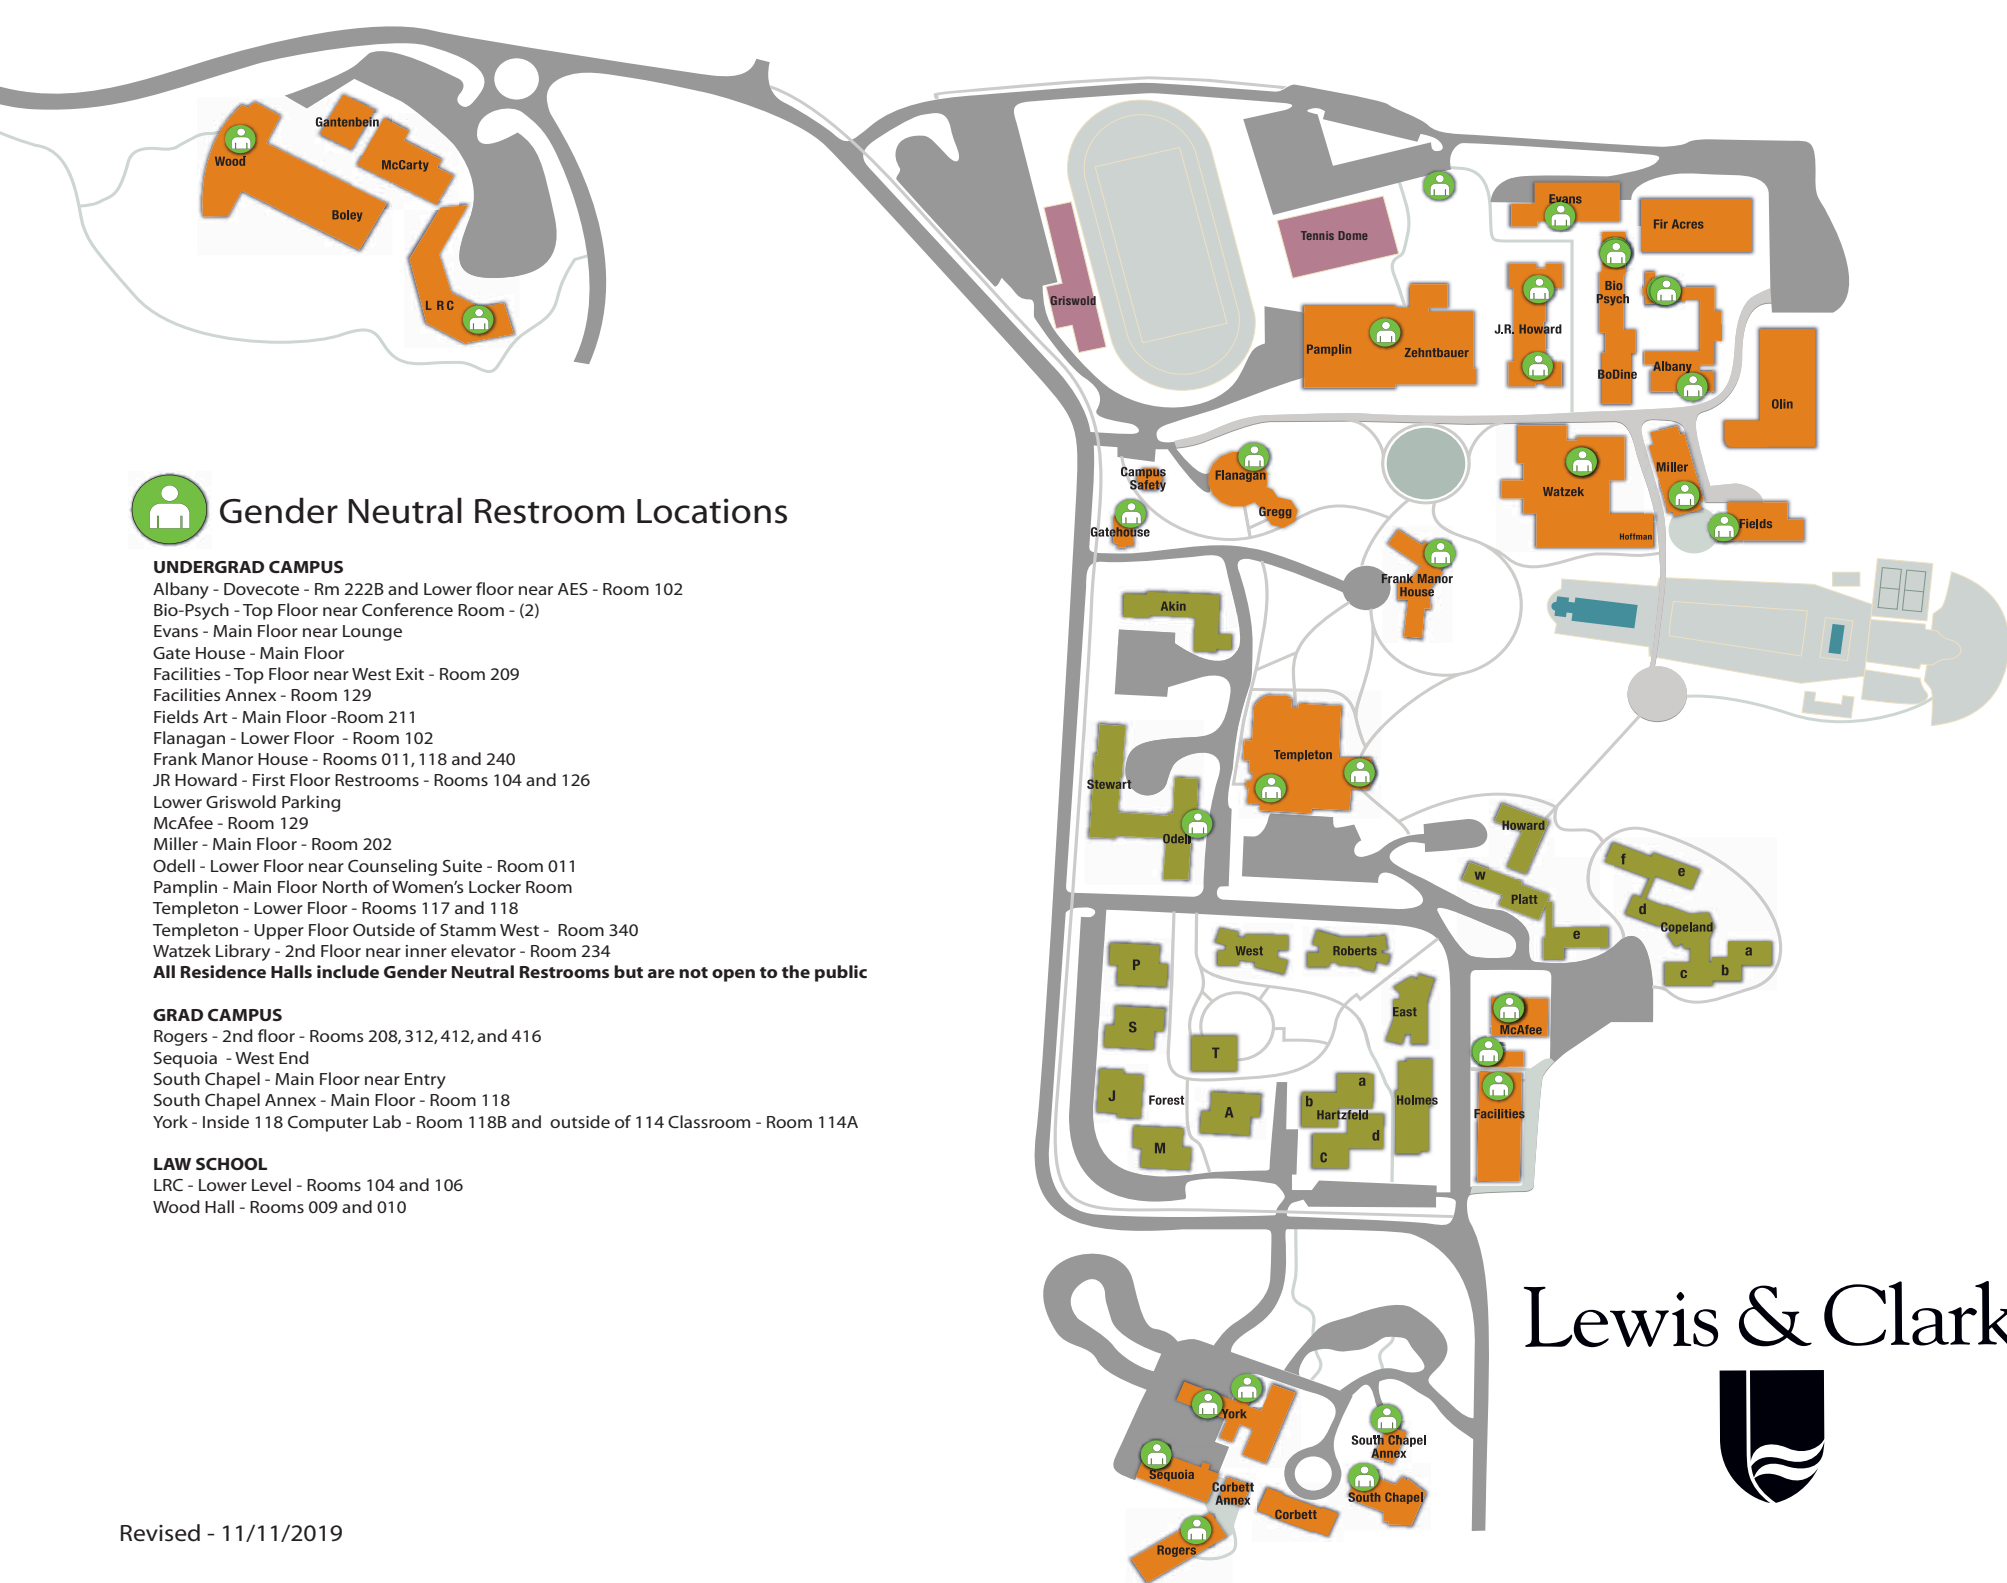 Gantenbein
Wood
McCarty
Boley
L R C
Evans
Fir Acres
Tennis Dome
Griswold
Bio
Psych
J.R. Howard
Pamplin
Zehntbauer
BoDine
Albany
Olin
Campus
Safety
Flanagan
Gregg
Gatehouse
Watzek
Hoffman
Miller
Fields
Frank Manor
House
Akin
Gender Neutral Restroom Locations
UNDERGRAD CAMPUS
Albany - Dovecote - Rm 222B and Lower floor near AES - Room 102
Bio-Psych - Top Floor near Conference Room - (2)
Evans - Main Floor near Lounge
Gate House - Main Floor
Facilities - Top Floor near West Exit - Room 209
Facilities Annex - Room 129
Fields Art - Main Floor -Room 211
Flanagan - Lower Floor - Room 102
Frank Manor House - Rooms 011, 118 and 240
JR Howard - First Floor Restrooms - Rooms 104 and 126
Lower Griswold Parking
McAfee - Room 129
Miller - Main Floor - Room 202
Odell - Lower Floor near Counseling Suite - Room 011
Pamplin - Main Floor North of Women's Locker Room
Templeton - Lower Floor - Rooms 117 and 118
Templeton - Upper Floor Outside of Stamm West - Room 340
Watzek Library - 2nd Floor near inner elevator - Room 234
All Residence Halls include Gender Neutral Restrooms but are not open to the public
GRAD CAMPUS
Rogers - 2nd floor - Rooms 208, 312, 412, and 416
Sequoia - West End
South Chapel - Main Floor near Entry
South Chapel Annex - Main Floor - Room 118
York - Inside 118 Computer Lab - Room 118B and outside of 114 Classroom - Room 114A
LAW SCHOOL
LRC - Lower Level - Rooms 104 and 106
Wood Hall - Rooms 009 and 010
Templeton
Stewart
Odell
Howard
w
Platt
e
f
e
d
Copeland
a
b
c
P
West
Roberts
S
East
T
McAfee
J
Forest
A
M
a
b
Hartzfeld
d
c
Holmes
Facilities
Lewis & Clark
York
Sequoia
Corbett
Annex
Corbett
South Chapel
Annex
South Chapel
Rogers
Revised - 11/11/2019